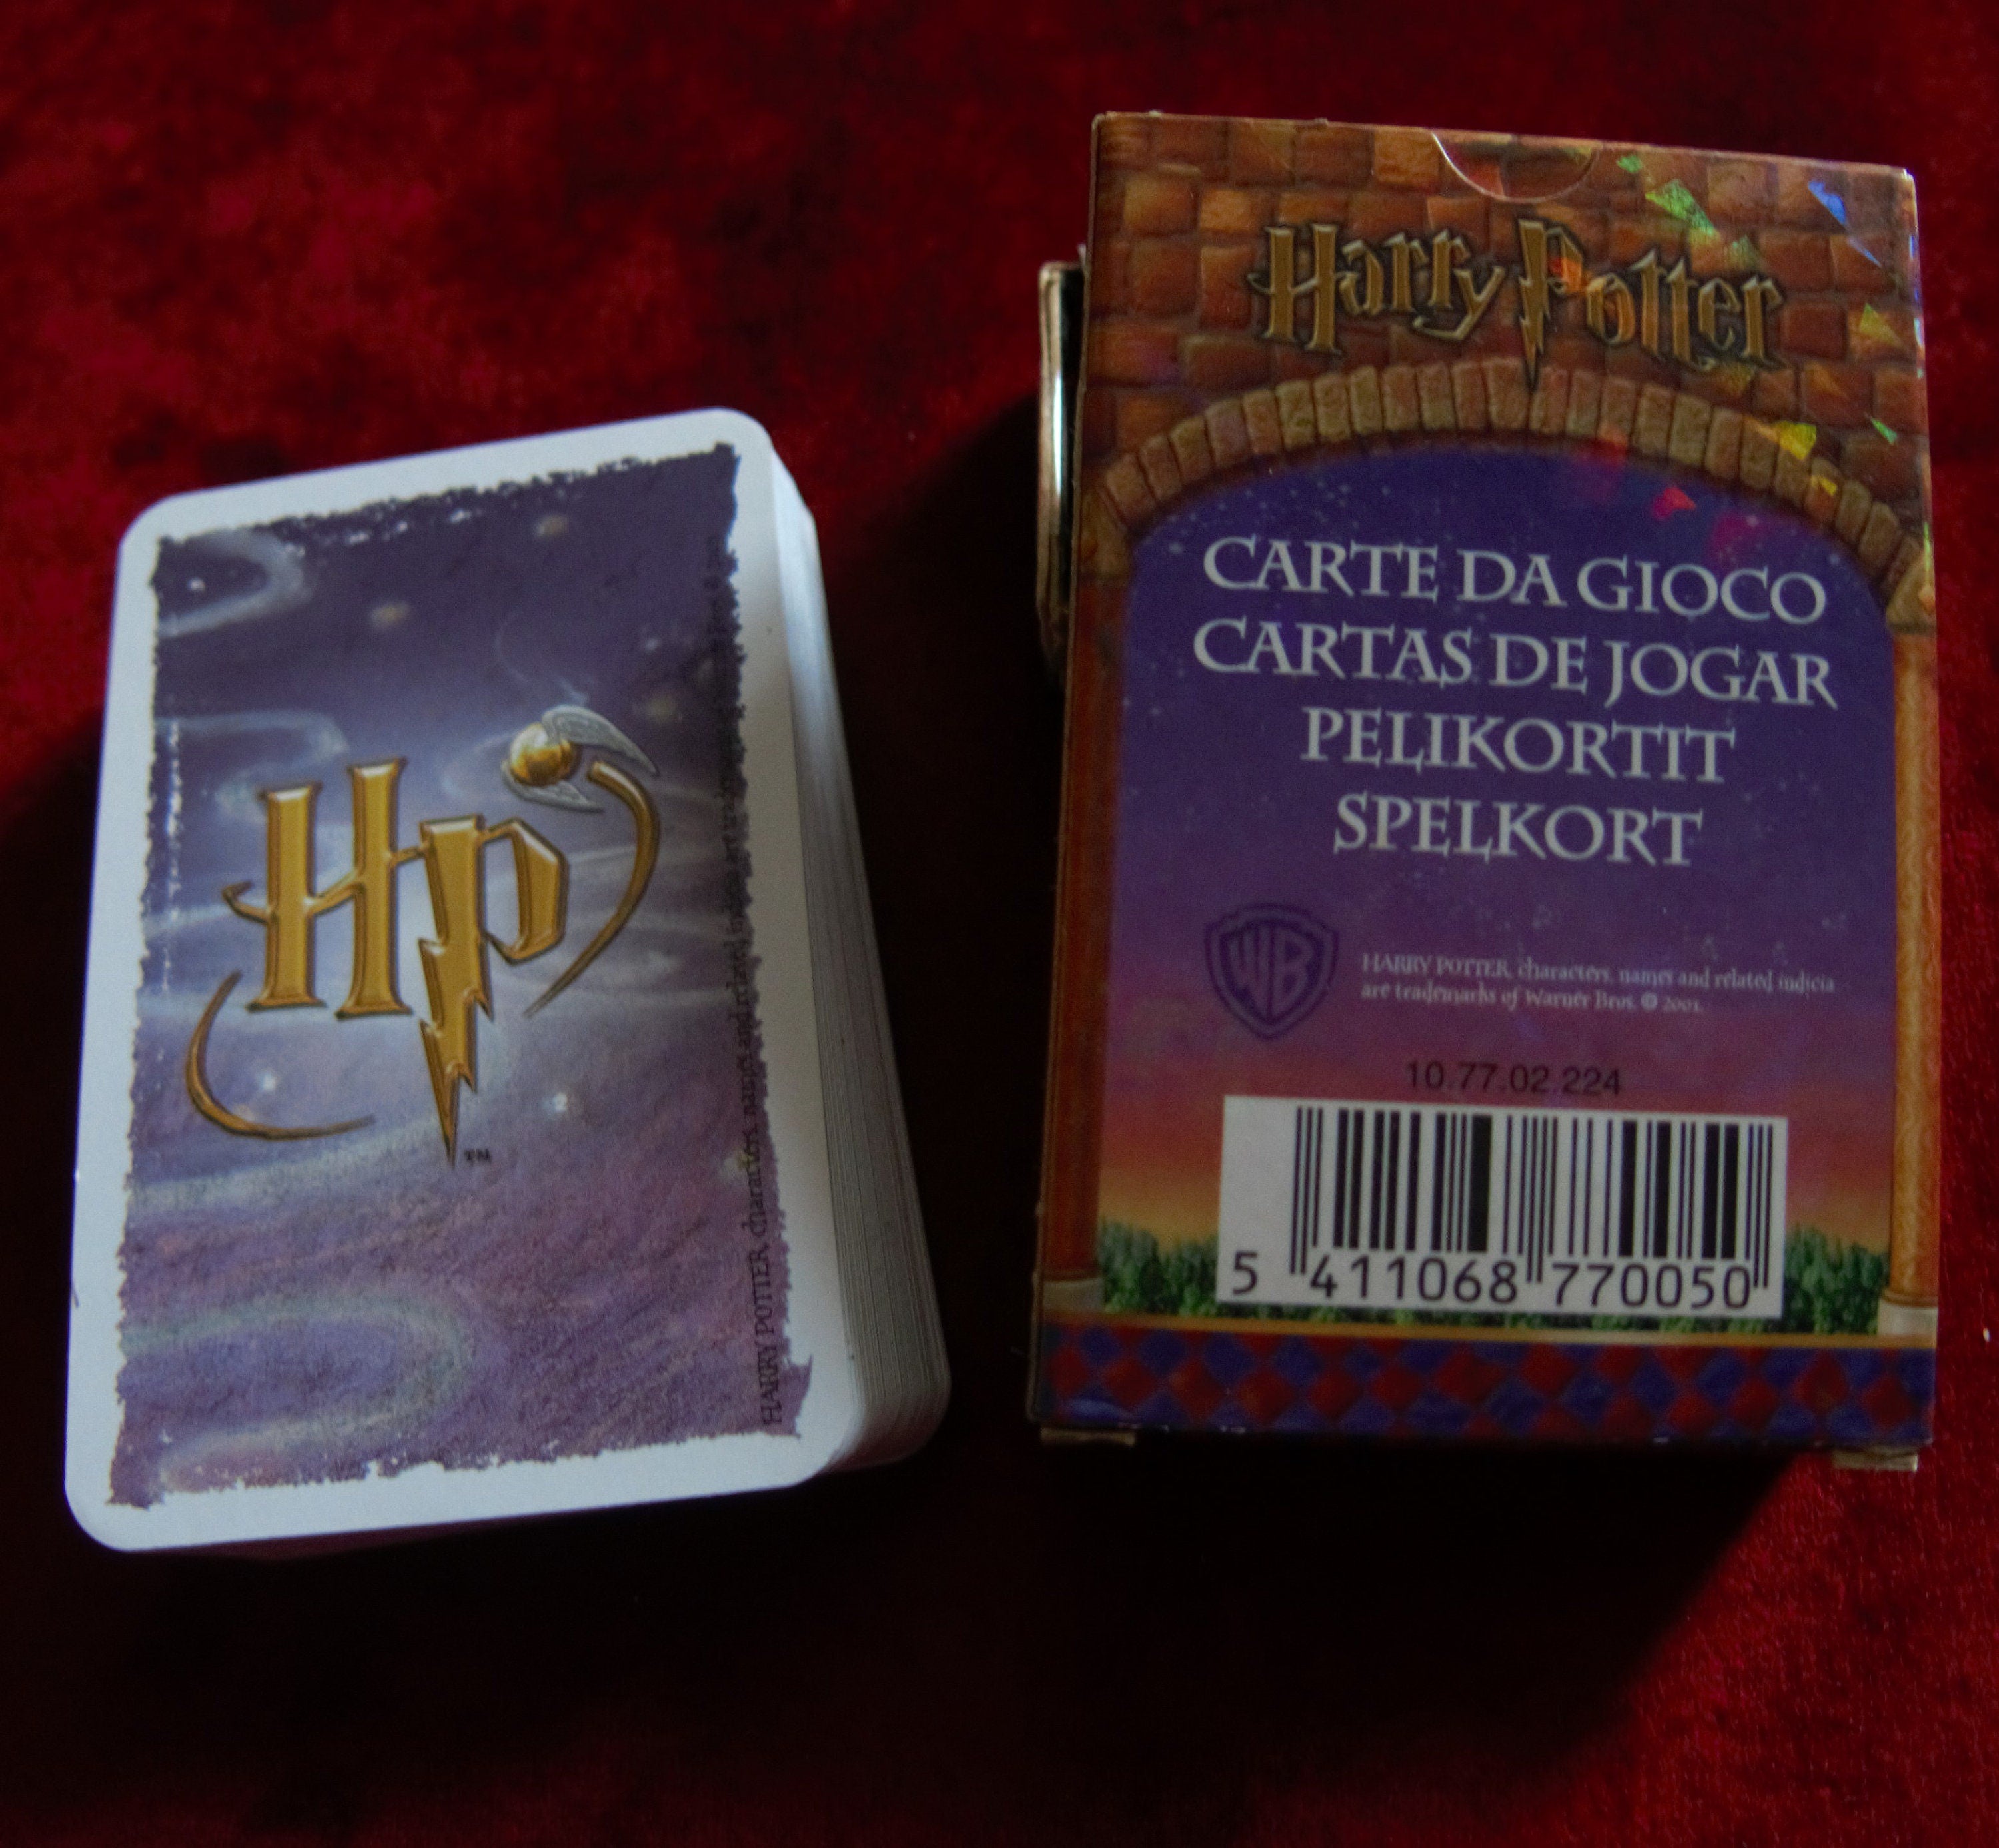 Hp
TM
HARRY POTTER, characters, names and related indicia are trademarks of
Harry Potter
CARTE DA GIOCO
CARTAS DE JOGAR
PELIKORTIT
SPELKORT
WB
HARRY POTTER, characters, names and related indicia
are trademarks of Warner Bros. © 2001.
10.77.02.224
5 411068 770050